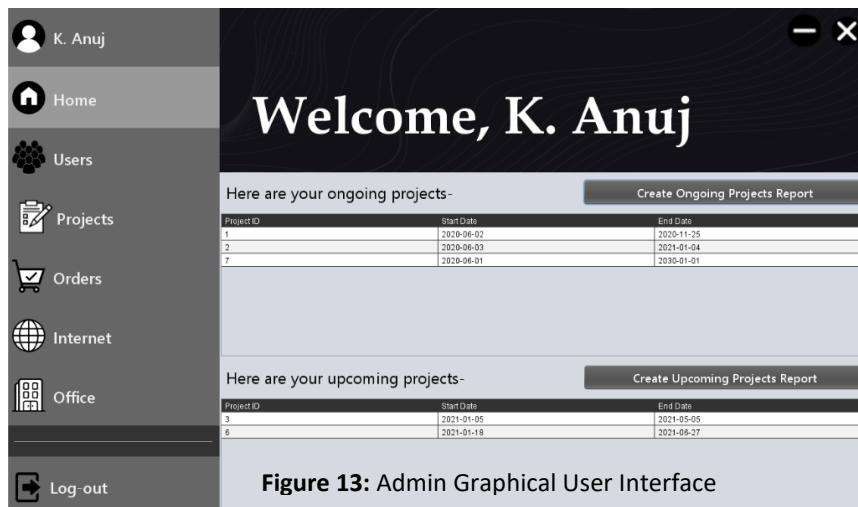 K. Anuj
Home
Users
Projects
Orders
Internet
Office
Log-out
Welcome, K. Anuj
Here are your ongoing projects-
Create Ongoing Projects Report
Project ID Start Date End Date
1 2020-06-02 2020-11-25
2 2020-06-03 2021-01-04
7 2020-06-01 2030-01-01
Here are your upcoming projects-
Create Upcoming Projects Report
Project ID Start Date End Date
3 2021-01-05 2021-05-05
6 2021-01-18 2021-06-27
Figure 13: Admin Graphical User Interface